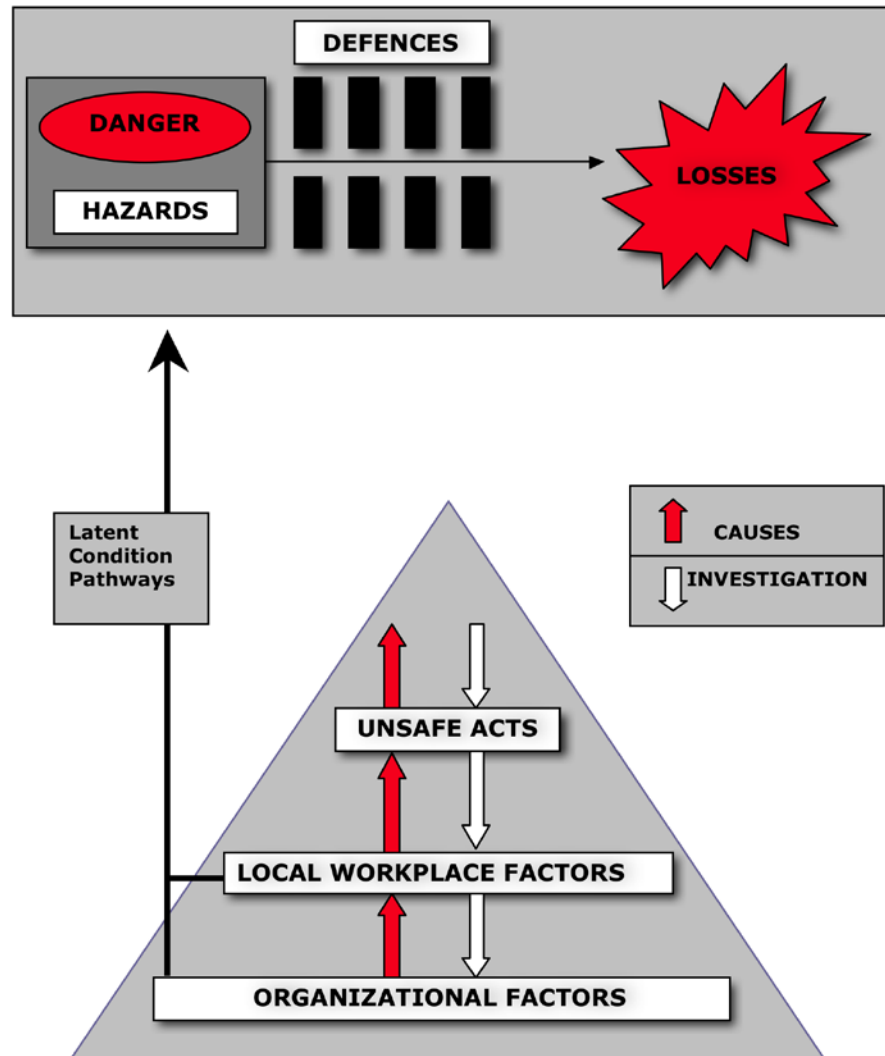 DEFENCES
DANGER
HAZARDS
LOSSES
Latent
Condition
Pathways
CAUSES
INVESTIGATION
UNSAFE ACTS
LOCAL WORKPLACE FACTORS
ORGANIZATIONAL FACTORS